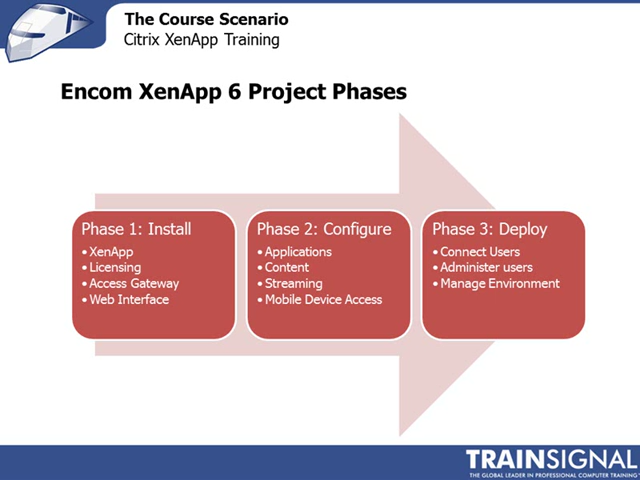 The Course Scenario
Citrix XenApp Training
Encom XenApp 6 Project Phases
Phase 1: Install
• XenApp
• Licensing
• Access Gateway
• Web Interface
Phase 2: Configure
• Applications
• Content
• Streaming
• Mobile Device Access
Phase 3: Deploy
• Connect Users
• Administer users
• Manage Environment
TRAINSIGNAL
THE GLOBAL LEADER IN PROFESSIONAL COMPUTER TRAINING